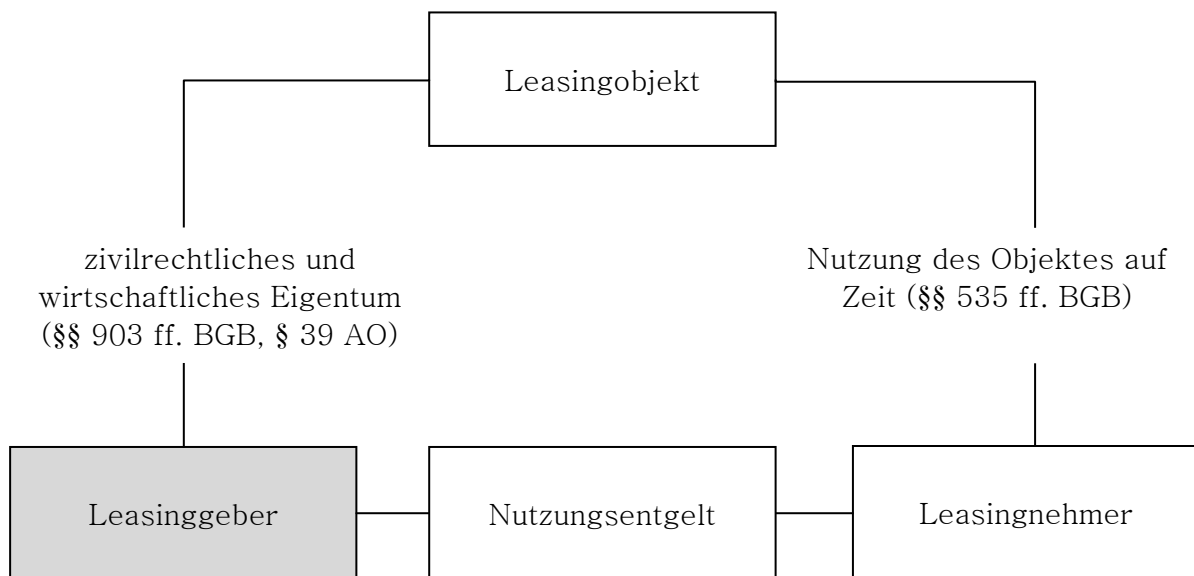 Leasingobjekt
zivilrechtliches und
wirtschaftliches Eigentum
(§§ 903 ff. BGB, § 39 AO)
Nutzung des Objektes auf
Zeit (§§ 535 ff. BGB)
Leasinggeber
Nutzungsentgelt
Leasingnehmer